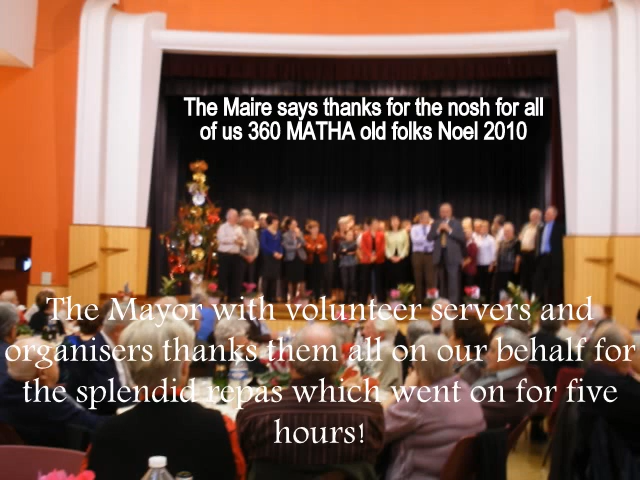 The Maire says thanks for the nosh for all
of us 360 MATHA old folks Noel 2010
The Mayor with volunteer servers and
organisers thanks them all on our behalf for
the splendid repas which went on for five
hours!